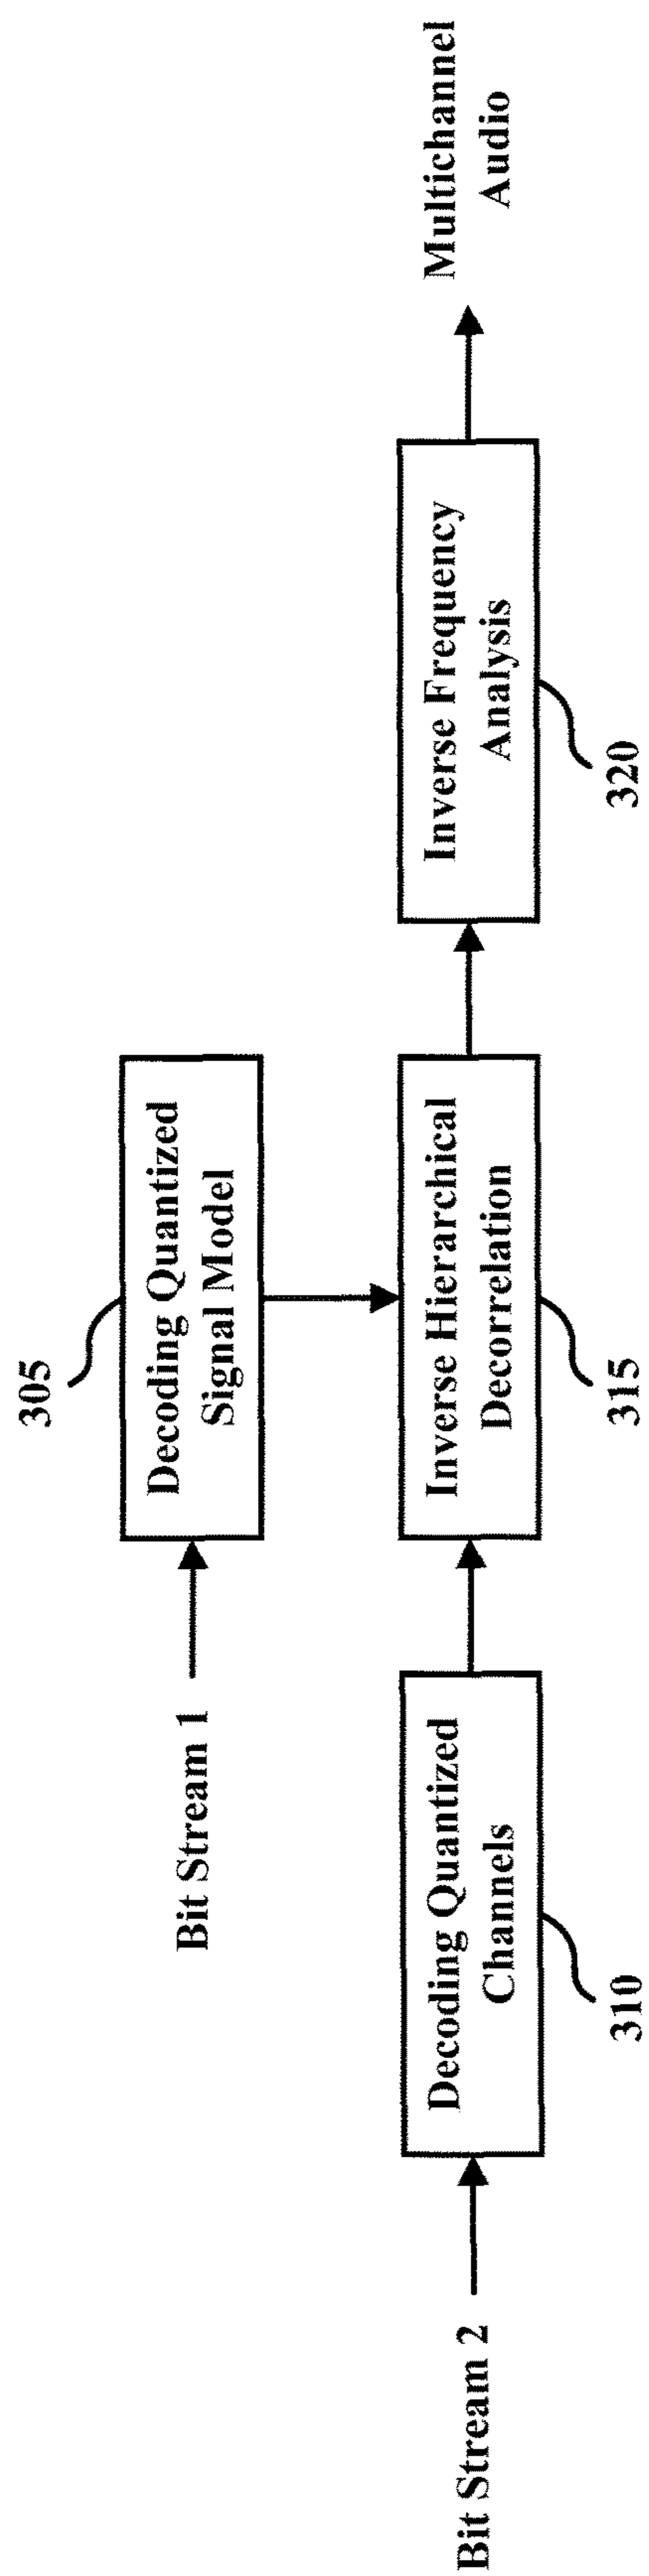 305
Bit Stream 1
Decoding Quantized
Signal Model
Bit Stream 2
Decoding Quantized
Channels
310
Inverse Hierarchical
Decorrelation
315
Inverse Frequency
Analysis
320
Multichannel
Audio